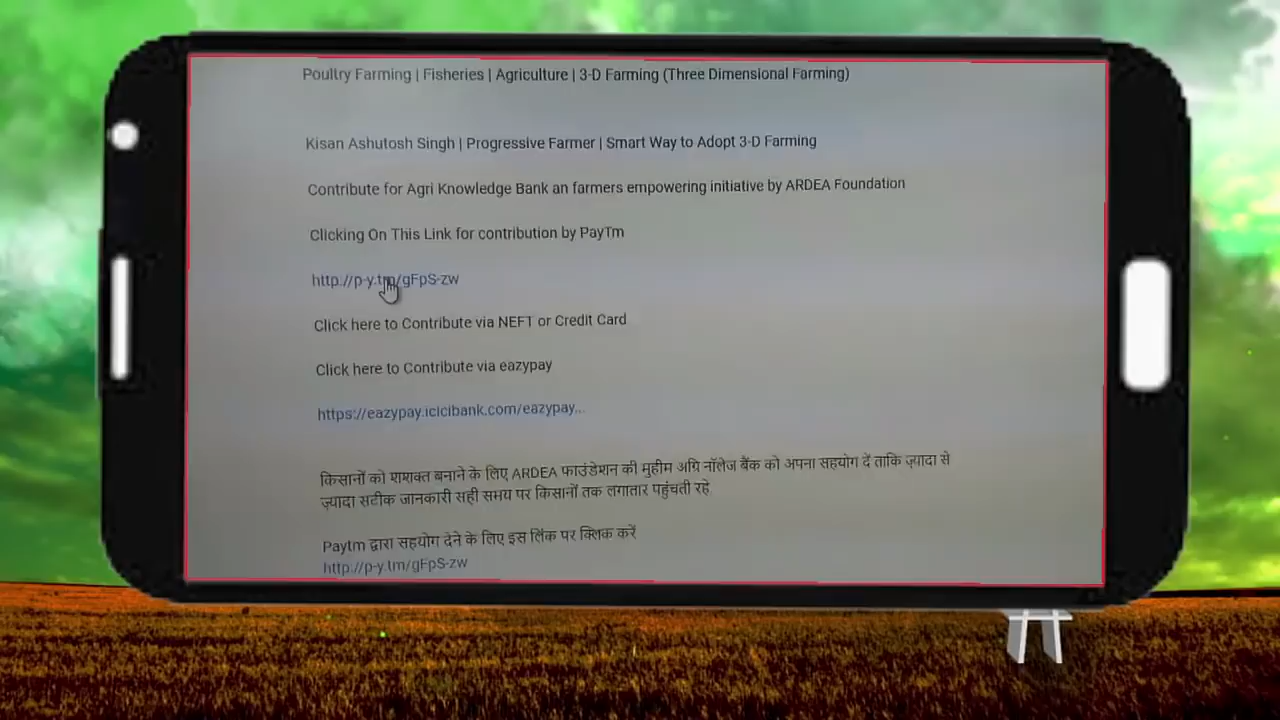 Poultry Farming | Fisheries | Agriculture | 3-D Farming (Three Dimensional Farming)
Kisan Ashutosh Singh | Progressive Farmer | Smart Way to Adopt 3-D Farming
Contribute for Agri Knowledge Bank an farmers empowering initiative by ARDEA Foundation
Clicking On This Link for contribution by PayTm
http://p-y.tm/gFpS-zw
Click here to Contribute via NEFT or Credit Card
Click here to Contribute via eazypay
https://eazypay.icicibank.com/eazypay...
किसानों को शशक्त बनाने के लिए ARDEA फाउंडेशन की मुहीम अग्रि नॉलेज बैंक को अपना सहयोग दें ताकि ज़्यादा से
ज़्यादा सटीक जानकारी सही समय पर किसानों तक लगातार पहुंचती रहे
Paytm द्वारा सहयोग देने के लिए इस लिंक पर क्लिक करें
http://p-y.tm/gFpS-zw